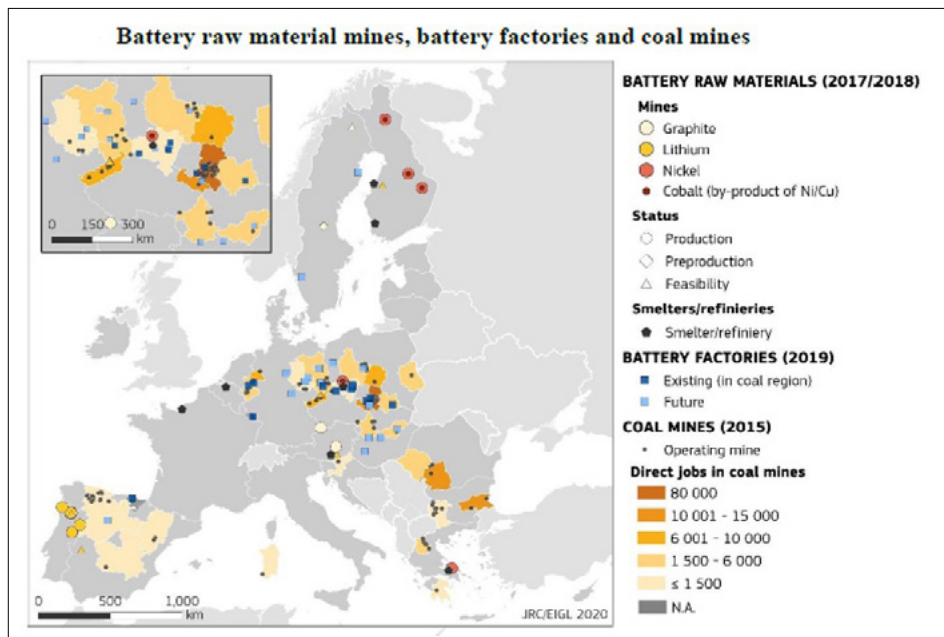 Battery raw material mines, battery factories and coal mines
0 150 300
km
BATTERY RAW MATERIALS (2017/2018)
Mines
Graphite
Lithium
Nickel
Cobalt (by-product of Ni/Cu)
Status
Production
Preproduction
Feasibility
Smelters/refinieries
Smelter/refiniery
BATTERY FACTORIES (2019)
Existing (in coal region)
Future
COAL MINES (2015)
Operating mine
Direct jobs in coal mines
80 000
10 001 - 15 000
6 001 - 10 000
1 500 - 6 000
≤ 1 500
N.A.
0 500 1,000
km
JRC/EIGL 2020